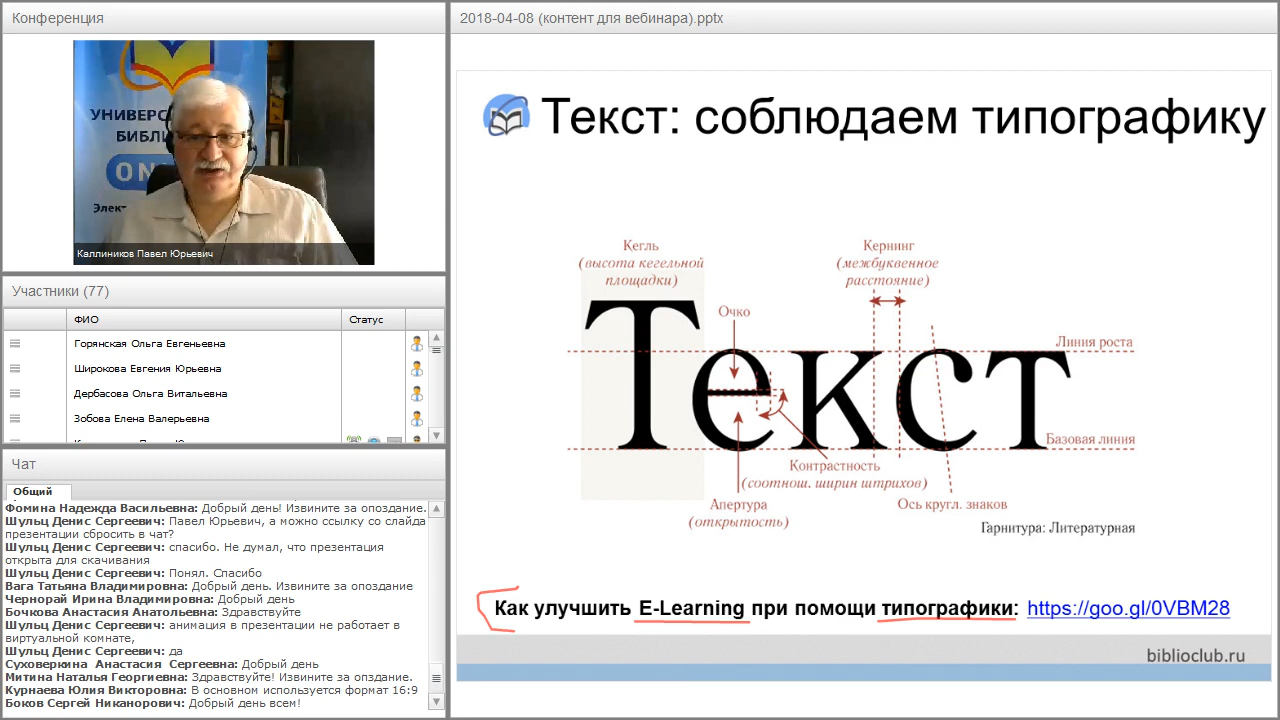 Конференция
УНИВЕРС
БИБЛИ
ON
Элект
Каллиников Павел Юрьевич
Участники (77)
ФИО
Статус
Горянская Ольга Евгеньевна
Широкова Евгения Юрьевна
Дербасова Ольга Витальевна
Зобова Елена Валерьевна
Чат
Общий
Фомина Надежда Васильевна: Добрый день! Извините за опоздание.
Шульц Денис Сергеевич: Павел Юрьевич, а можно ссылку со слайда
презентации сбросить в чат?
Шульц Денис Сергеевич: спасибо. Не думал, что презентация
открыта для скачивания
Шульц Денис Сергеевич: Понял. Спасибо
Вага Татьяна Владимировна: Добрый день. Извините за опоздание
Чернорай Ирина Владимировна: Добрый день
Бочкова Анастасия Анатольевна: Здравствуйте
Шульц Денис Сергеевич: анимация в презентации не работает в
виртуальной комнате,
Шульц Денис Сергеевич: да
Суховеркина Анастасия Сергеевна: Добрый день
Митина Наталья Георгиевна: Здравствуйте! Извините за опздание.
Курнаева Юлия Викторовна: В основном используется формат 16:9
Боков Сергей Никанорович: Добрый день всем!
2018-04-08 (контент для вебинара).pptx
Текст: соблюдаем типографику
Кегль
(высота кегельной
площадки)
Кернинг
(межбуквенное
расстояние)
Очко
Линия роста
Текст
Базовая линия
Контрастность
(соотнош. ширин штрихов)
Апертура
(открытость)
Ось кругл. знаков
Гарнитура: Литературная
Как улучшить E-Learning при помощи типографики: https://goo.gl/0VBM28
biblioclub.ru